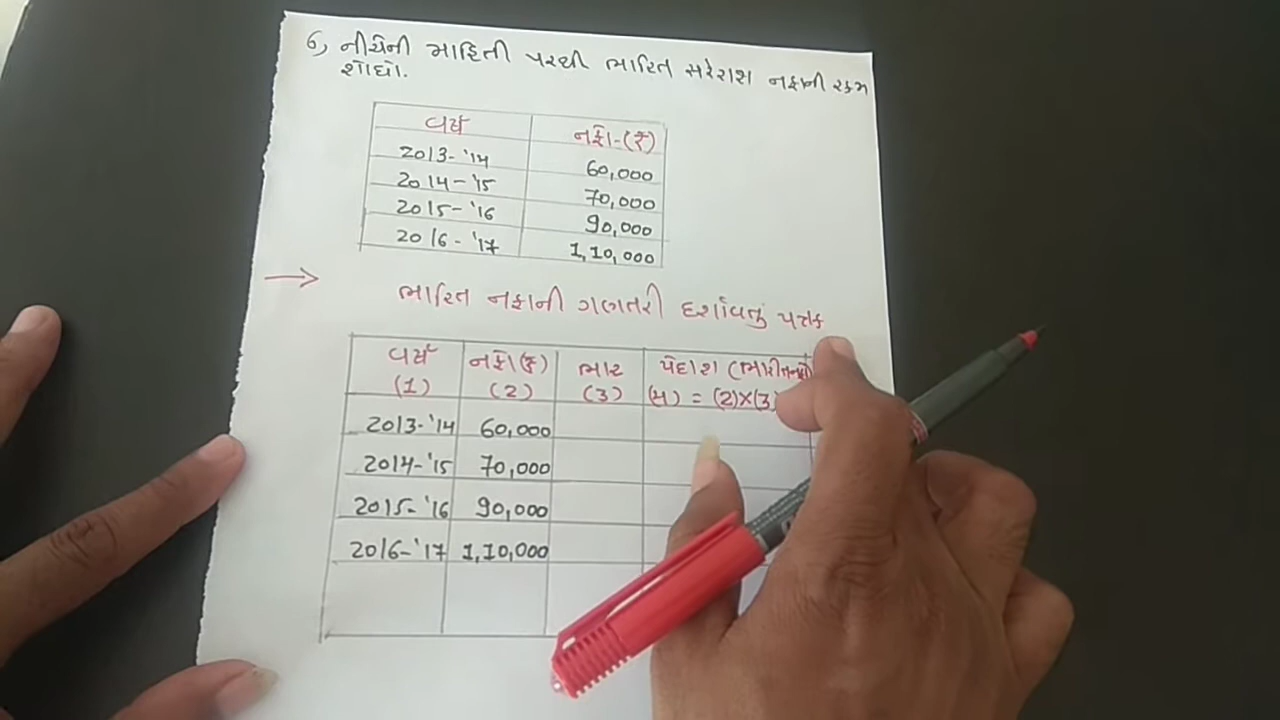 6, નીચેની માહિતી પરથી ભારિત સરેરાશ નફાની રકમ
શોધો.
વર્ષ નફો-(₹)
2013-'14 60,000
2014-'15 70,000
2015-'16 90,000
2016-'17 1,10,000
ભારિત નફાની ગણતરી દર્શાવતું પત્રક
વર્ષ નફો(₹) ભાર પેદાશ (ભારીત
(1) (2) (3) (4) = (2)×(3)
2013-'14 60,000
2014-'15 70,000
2015-'16 90,000
2016-'17 1,10,000